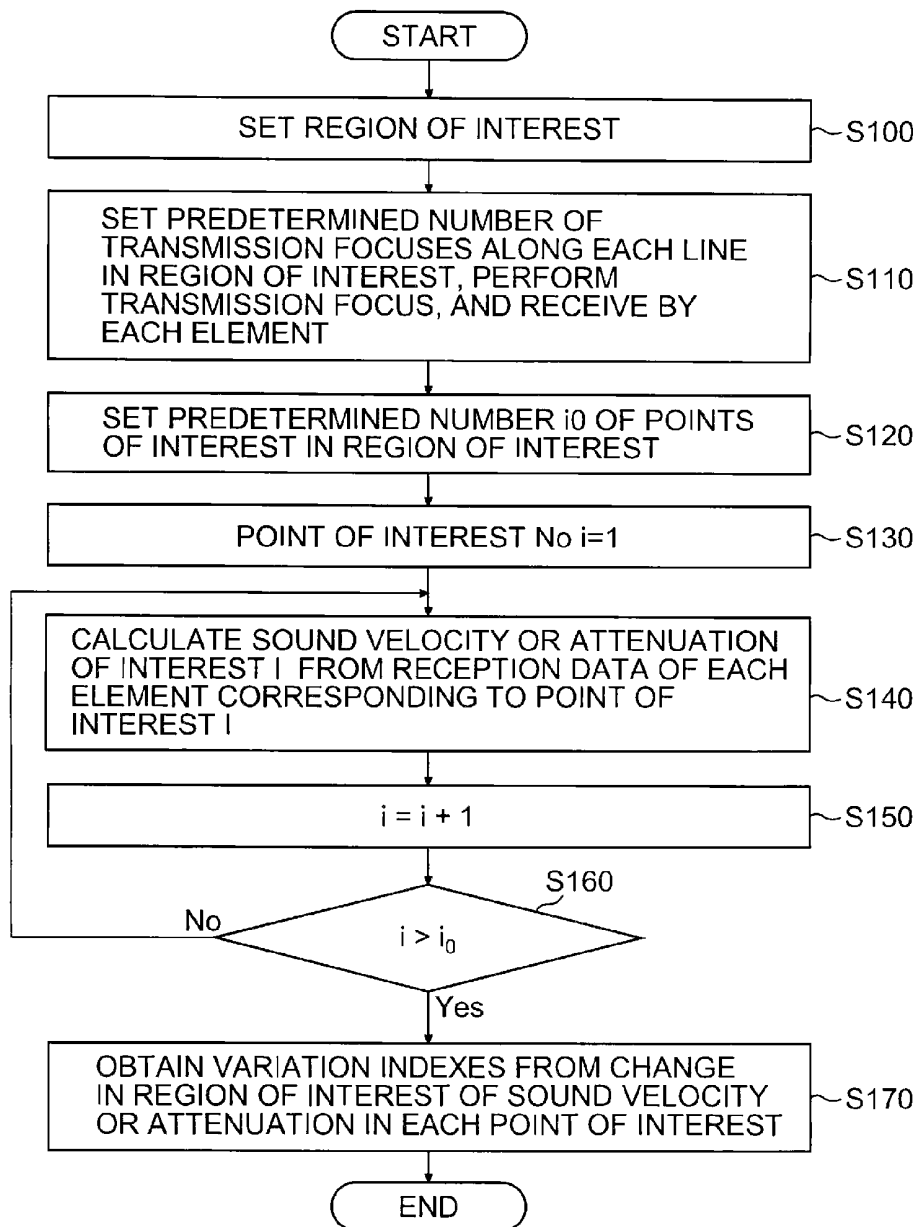 START
SET REGION OF INTEREST
S100
SET PREDETERMINED NUMBER OF
TRANSMISSION FOCUSES ALONG EACH LINE
IN REGION OF INTEREST, PERFORM
TRANSMISSION FOCUS, AND RECEIVE BY
EACH ELEMENT
S110
SET PREDETERMINED NUMBER i0 OF POINTS
OF INTEREST IN REGION OF INTEREST
S120
POINT OF INTEREST No i=1
S130
CALCULATE SOUND VELOCITY OR ATTENUATION
OF INTEREST I FROM RECEPTION DATA OF EACH
ELEMENT CORRESPONDING TO POINT OF
INTEREST I
S140
i = i + 1
S150
S160
No
i > i₀
Yes
OBTAIN VARIATION INDEXES FROM CHANGE
IN REGION OF INTEREST OF SOUND VELOCITY
OR ATTENUATION IN EACH POINT OF INTEREST
S170
END